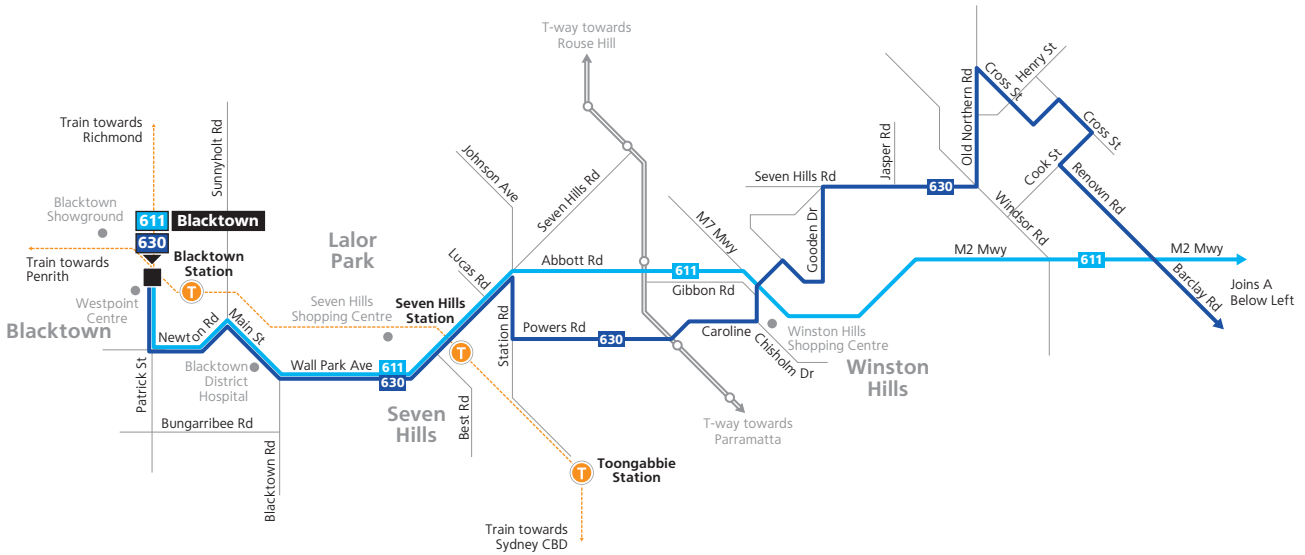 T-way towards
Rouse Hill
Train towards
Richmond
Sunnyholt Rd
Johnson Ave
Seven Hills Rd
Jasper Rd
Old Northern Rd
Cross St
Henry St
Cross St
Cook St
Renown Rd
Blacktown
Showground
611 Blacktown
630
Train towards
Penrith
Blacktown
Station
T
Lalor
Park
Lucas Rd
Seven Hills Rd
630
Gooden Dr
M7 Mwy
Windsor Rd
Abbott Rd
611
M2 Mwy
611
M2 Mwy
Joins A
Below Left
Barclay Rd
Westpoint
Centre
Blacktown
Newton Rd
Main St
Seven Hills
Shopping Centre
Seven Hills
Station
T
Gibbon Rd
Station Rd
Powers Rd
630
Caroline
Chisholm
Dr
Winston Hills
Shopping Centre
Winston
Hills
Patrick St
Blacktown
District
Hospital
Wall Park Ave
611
630
Seven
Hills
Best Rd
Bungarribee Rd
Blacktown Rd
T-way towards
Parramatta
T
Toongabbie
Station
Train towards
Sydney CBD